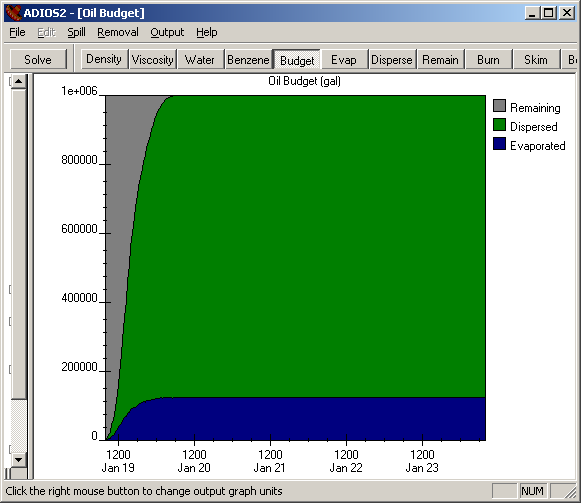 ADIOS2 - [Oil Budget]
File Edit Spill Removal Output Help
Solve Density Viscosity Water Benzene Budget Evap Disperse Remain Burn Skim
Oil Budget (gal)
1e+006
800000
600000
400000
200000
0
Remaining
Dispersed
Evaporated
1200 1200 1200 1200 1200
Jan 19 Jan 20 Jan 21 Jan 22 Jan 23
Click the right mouse button to change output graph units NUM